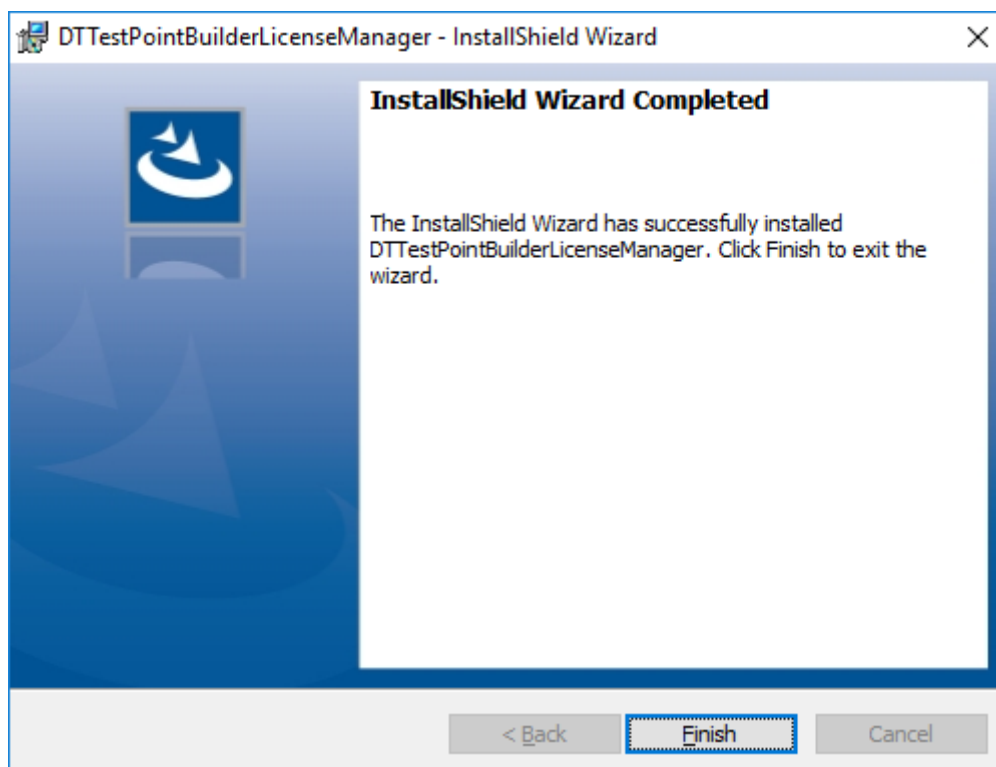 DTTestPointBuilderLicenseManager - InstallShield Wizard
InstallShield Wizard Completed
The InstallShield Wizard has successfully installed
DTTestPointBuilderLicenseManager. Click Finish to exit the
wizard.
< Back
Finish
Cancel